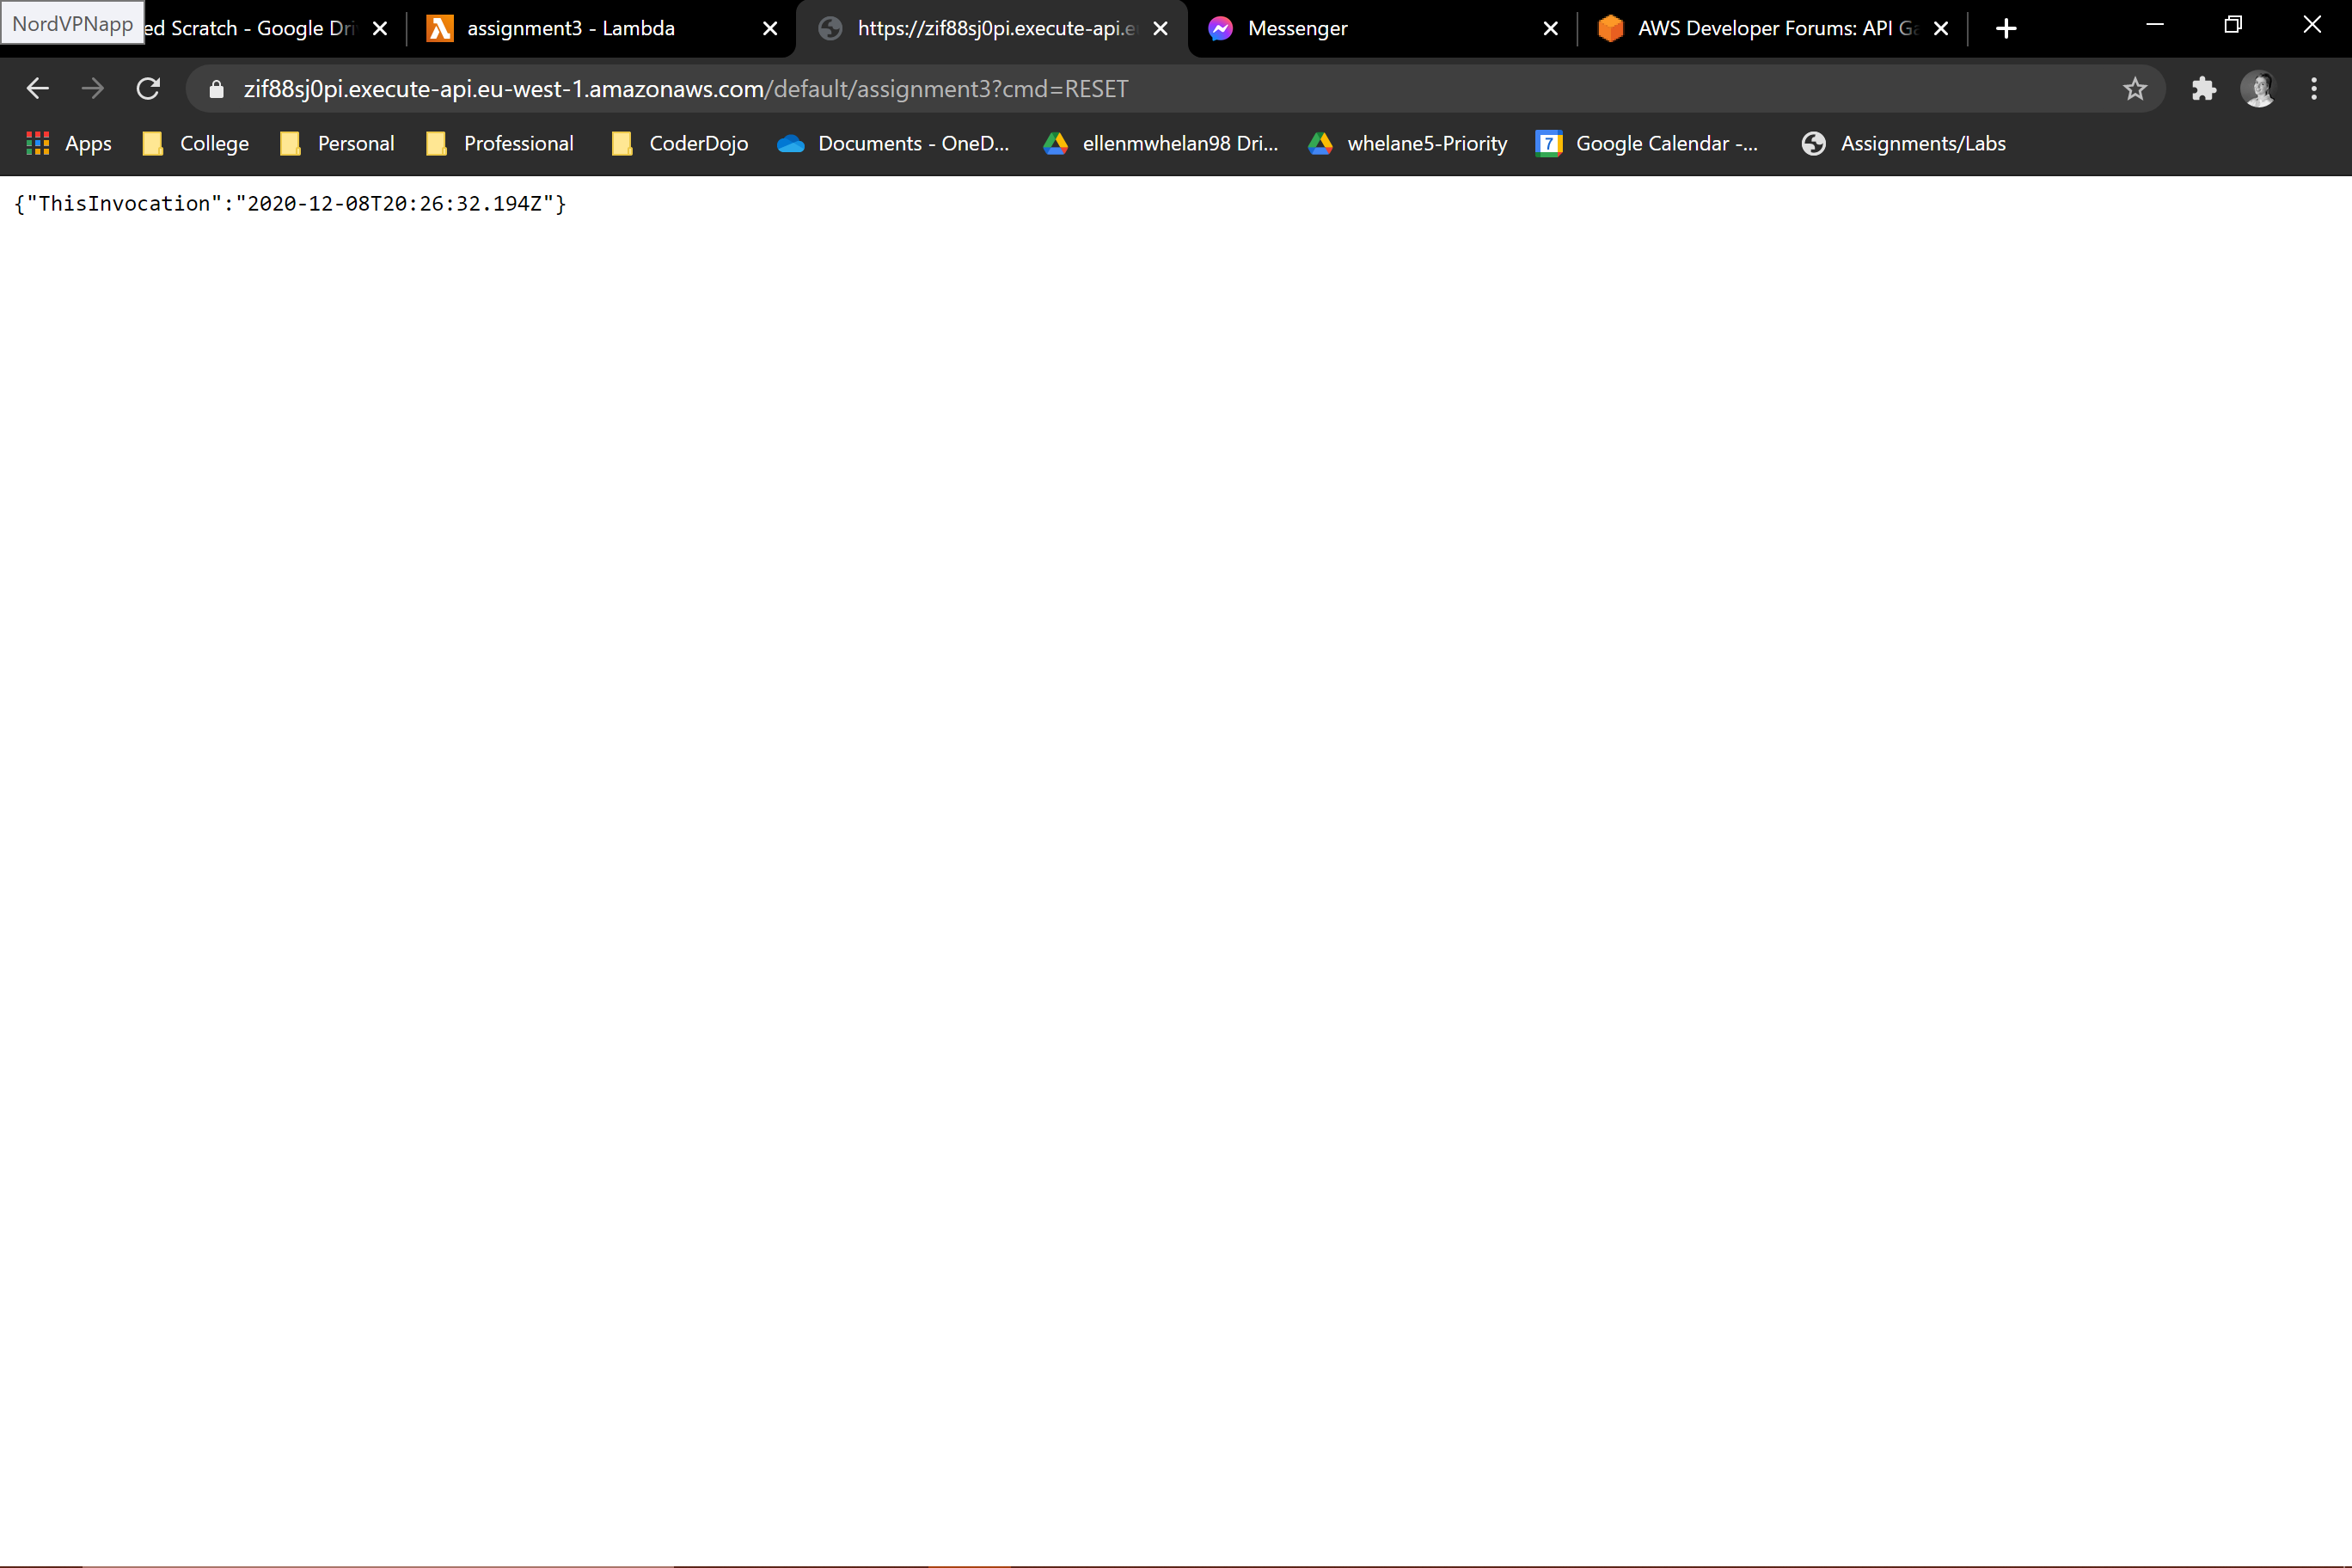 NordVPNapp
ed Scratch - Google Dri
assignment3 - Lambda
https://zif88sj0pi.execute-api.e
Messenger
AWS Developer Forums: API Ga
zif88sj0pi.execute-api.eu-west-1.amazonaws.com/default/assignment3?cmd=RESET
Apps
College
Personal
Professional
CoderDojo
Documents - OneD...
ellenmwhelan98 Dri...
whelane5-Priority
7
Google Calendar -...
Assignments/Labs
{"ThisInvocation":"2020-12-08T20:26:32.194Z"}